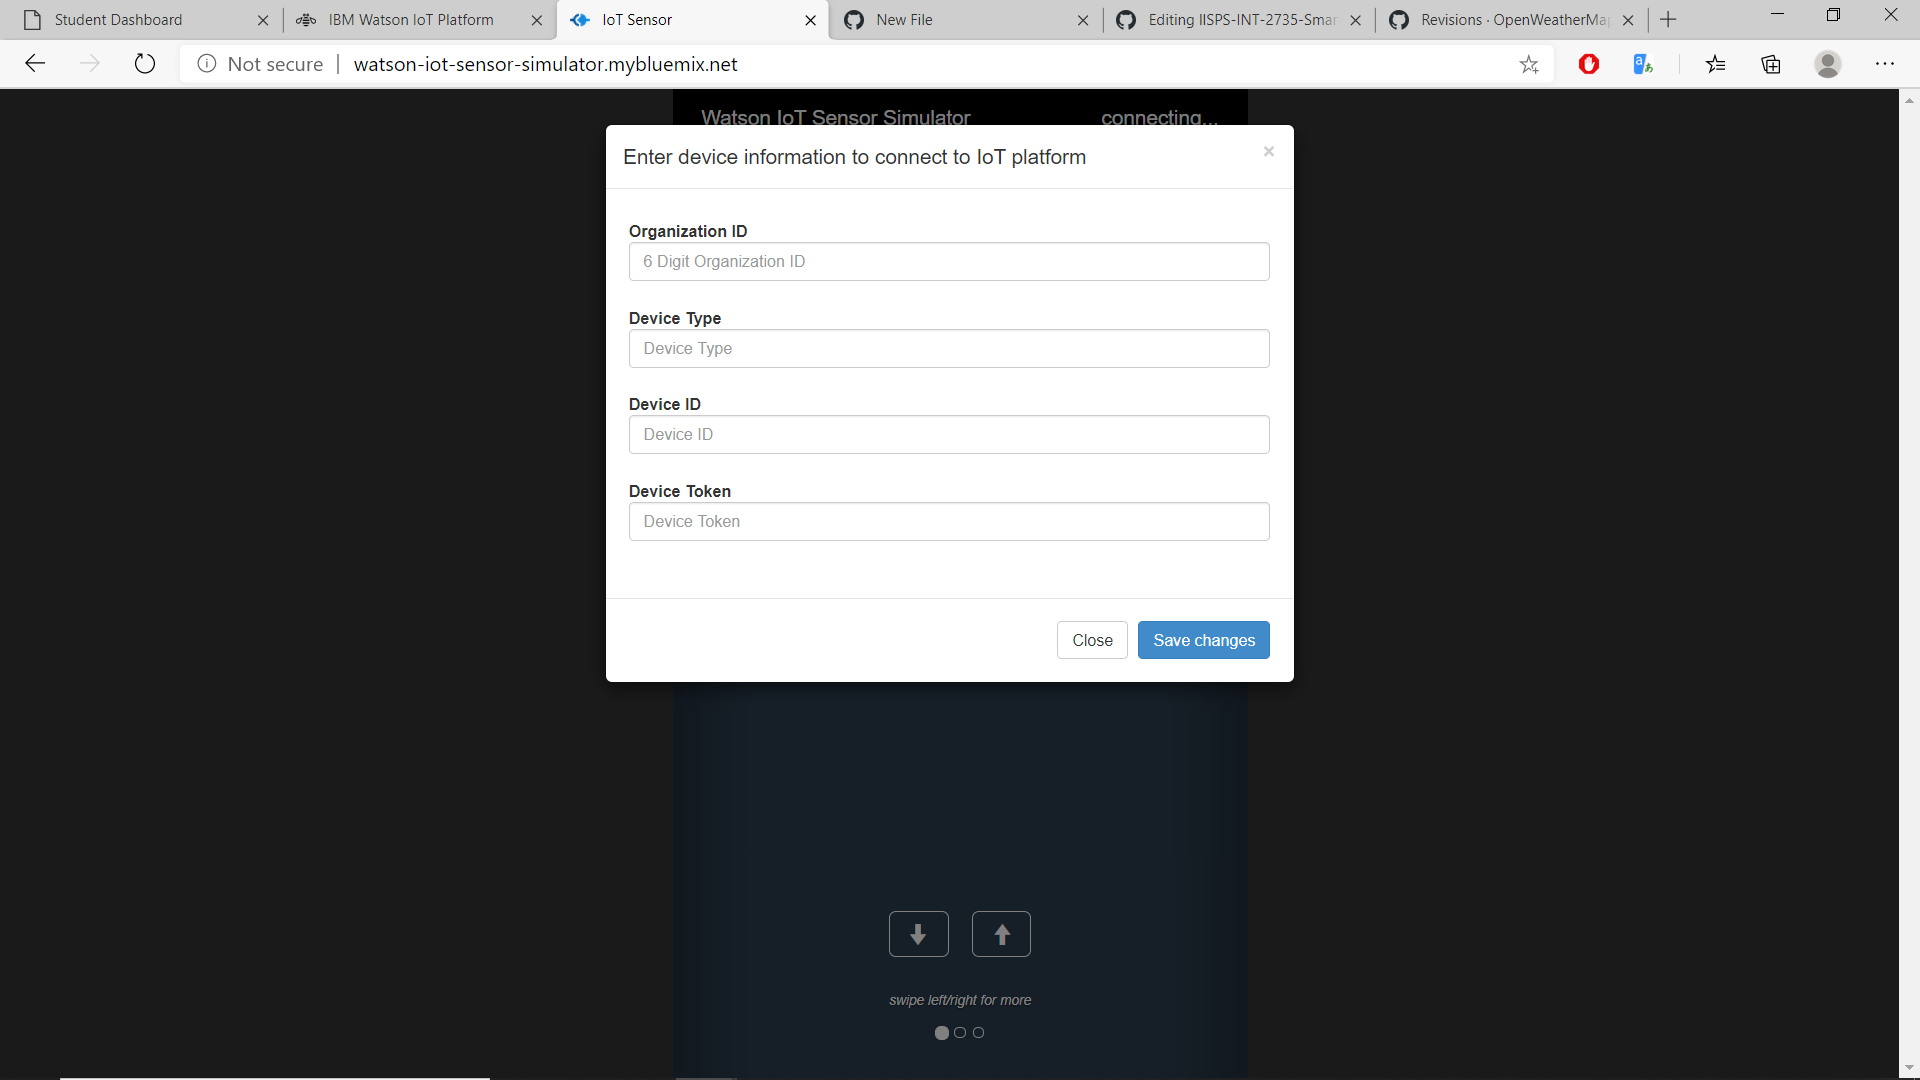 Student Dashboard
IBM Watson IoT Platform
IoT Sensor
New File
Editing IISPS-INT-2735-Smar
Revisions · OpenWeatherMa
Not secure
watson-iot-sensor-simulator.mybluemix.net
Watson IoT Sensor Simulator
connecting...
Enter device information to connect to IoT platform
×
Organization ID
6 Digit Organization ID
Device Type
Device Type
Device ID
Device ID
Device Token
Device Token
Close
Save changes
swipe left/right for more